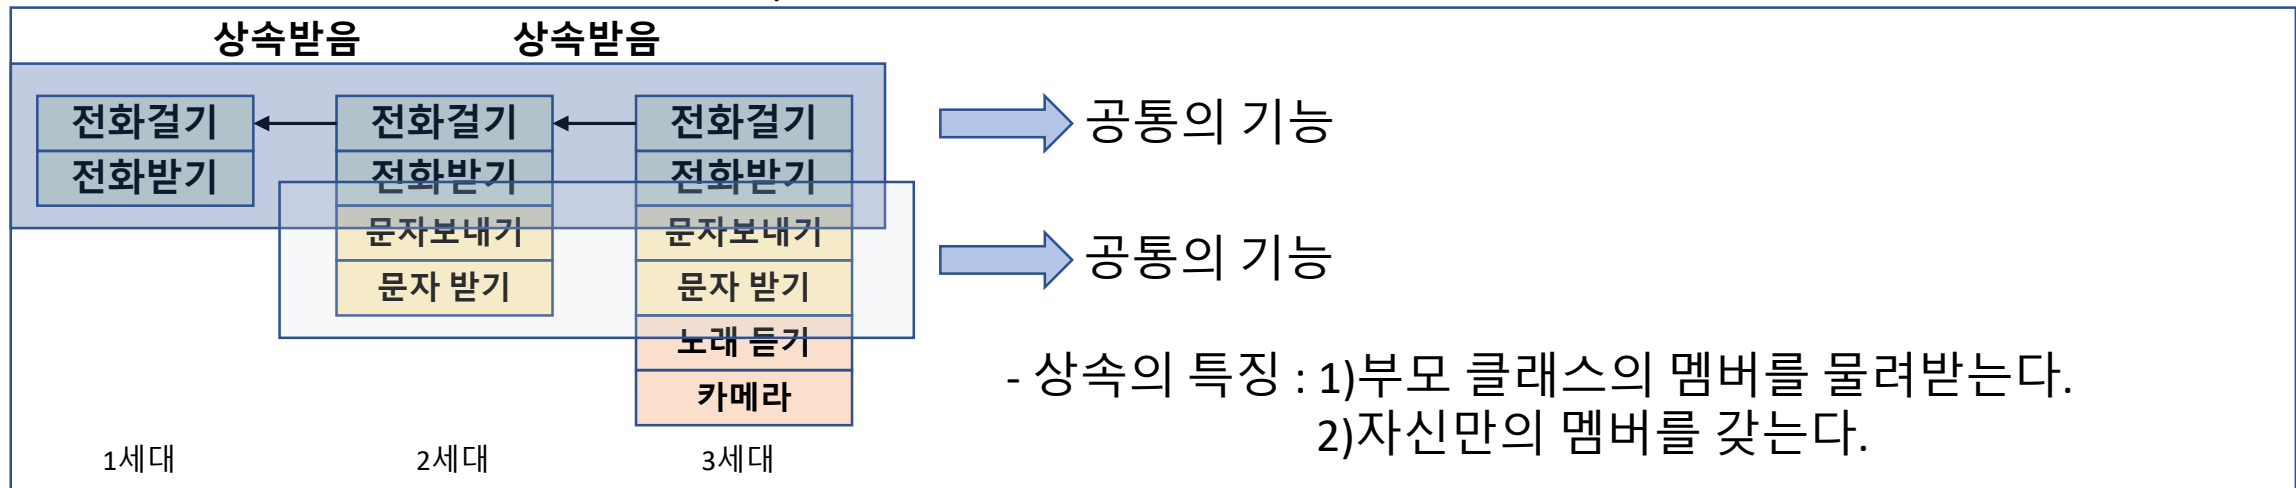 상속받음 상속받음
전화걸기 전화걸기 전화걸기
전화받기 전화받기 전화받기
문자보내기 문자보내기
문자 받기 문자 받기
노래 듣기
카메라
1세대 2세대 3세대
공통의 기능
공통의 기능
- 상속의 특징 : 1)부모 클래스의 멤버를 물려받는다.
2)자신만의 멤버를 갖는다.